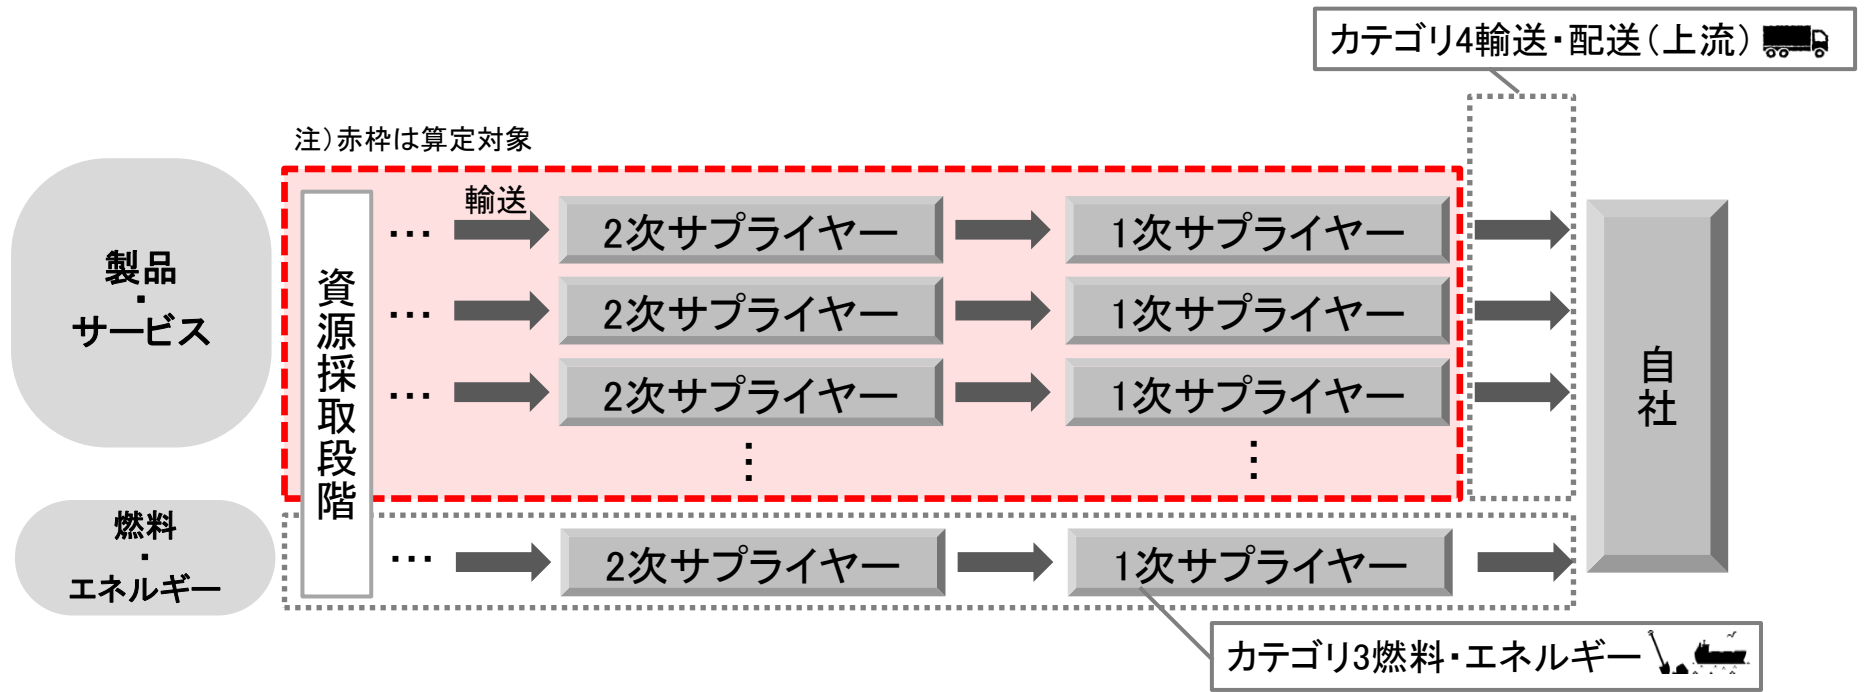 カテゴリ4輸送・配送（上流）
注）赤枠は算定対象
製品
・
サービス
資源採取段階
輸送
… 2次サプライヤー 1次サプライヤー
… 2次サプライヤー 1次サプライヤー
… 2次サプライヤー 1次サプライヤー
⋮ ⋮
自社
燃料
・
エネルギー
… 2次サプライヤー 1次サプライヤー
カテゴリ3燃料・エネルギー